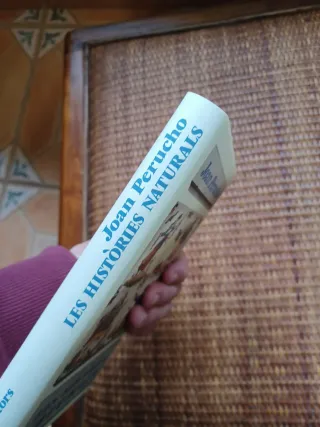 Joan Perucho
LES HISTÒRIES NATURALS